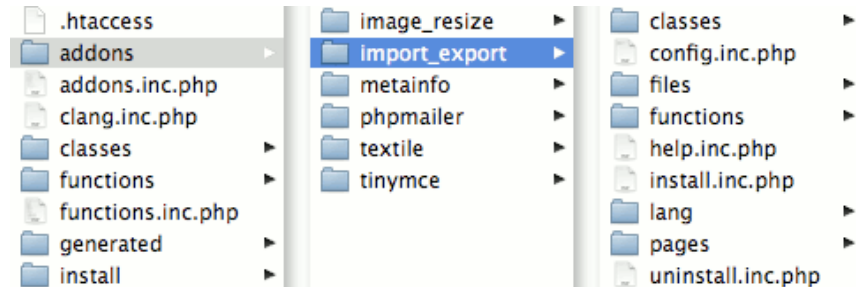 .htaccess
addons
addons.inc.php
clang.inc.php
classes
functions
functions.inc.php
generated
install
image_resize
import_export
metainfo
phpmailer
textile
tinymce
classes
config.inc.php
files
functions
help.inc.php
install.inc.php
lang
pages
uninstall.inc.php